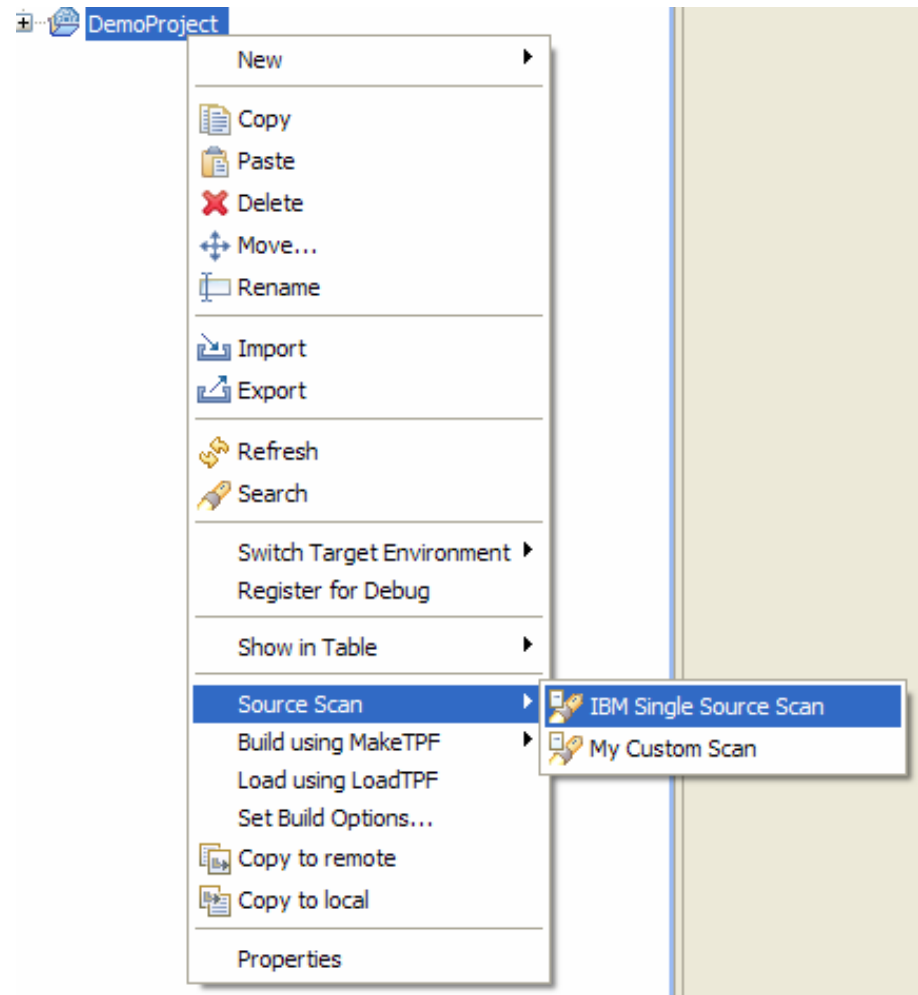 DemoProject
New
Copy
Paste
Delete
Move...
Rename
Import
Export
Refresh
Search
Switch Target Environment
Register for Debug
Show in Table
Source Scan
IBM Single Source Scan
My Custom Scan
Build using MakeTPF
Load using LoadTPF
Set Build Options...
Copy to remote
Copy to local
Properties